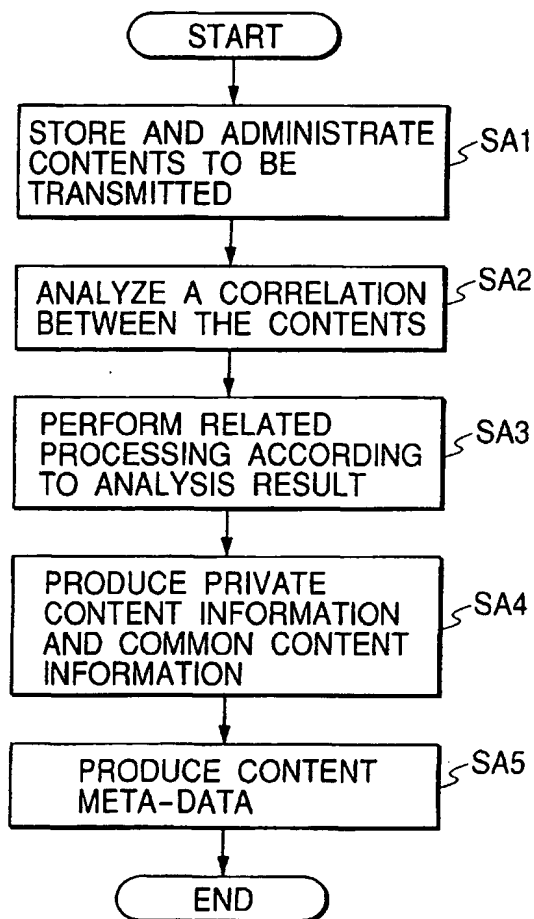 START
STORE AND ADMINISTRATE
CONTENTS TO BE
TRANSMITTED
SA1
ANALYZE A CORRELATION
BETWEEN THE CONTENTS
SA2
PERFORM RELATED
PROCESSING ACCORDING
TO ANALYSIS RESULT
SA3
PRODUCE PRIVATE
CONTENT INFORMATION
AND COMMON CONTENT
INFORMATION
SA4
PRODUCE CONTENT
META-DATA
SA5
END